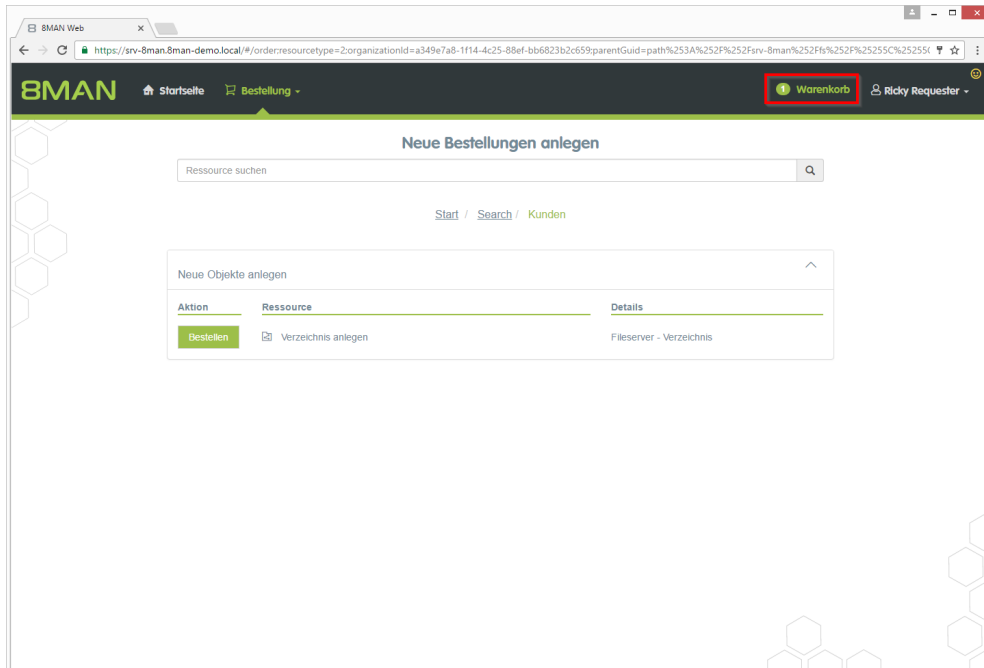 8MAN Web
https://srv-8man.8man-demo.local/#/order:resourcetype=2;organizationId=a349e7a8-1f14-4c25-88ef-bb6823b2c659;parentGuid=path%253A%252F%252Fsrv-8man%252Ffs%252F%25255C%25255(
8MAN Startseite Bestellung 1 Warenkorb Ricky Requester
Neue Bestellungen anlegen
Ressource suchen
Start / Search / Kunden
Neue Objekte anlegen
Aktion Ressource Details
Bestellen Verzeichnis anlegen Fileserver - Verzeichnis